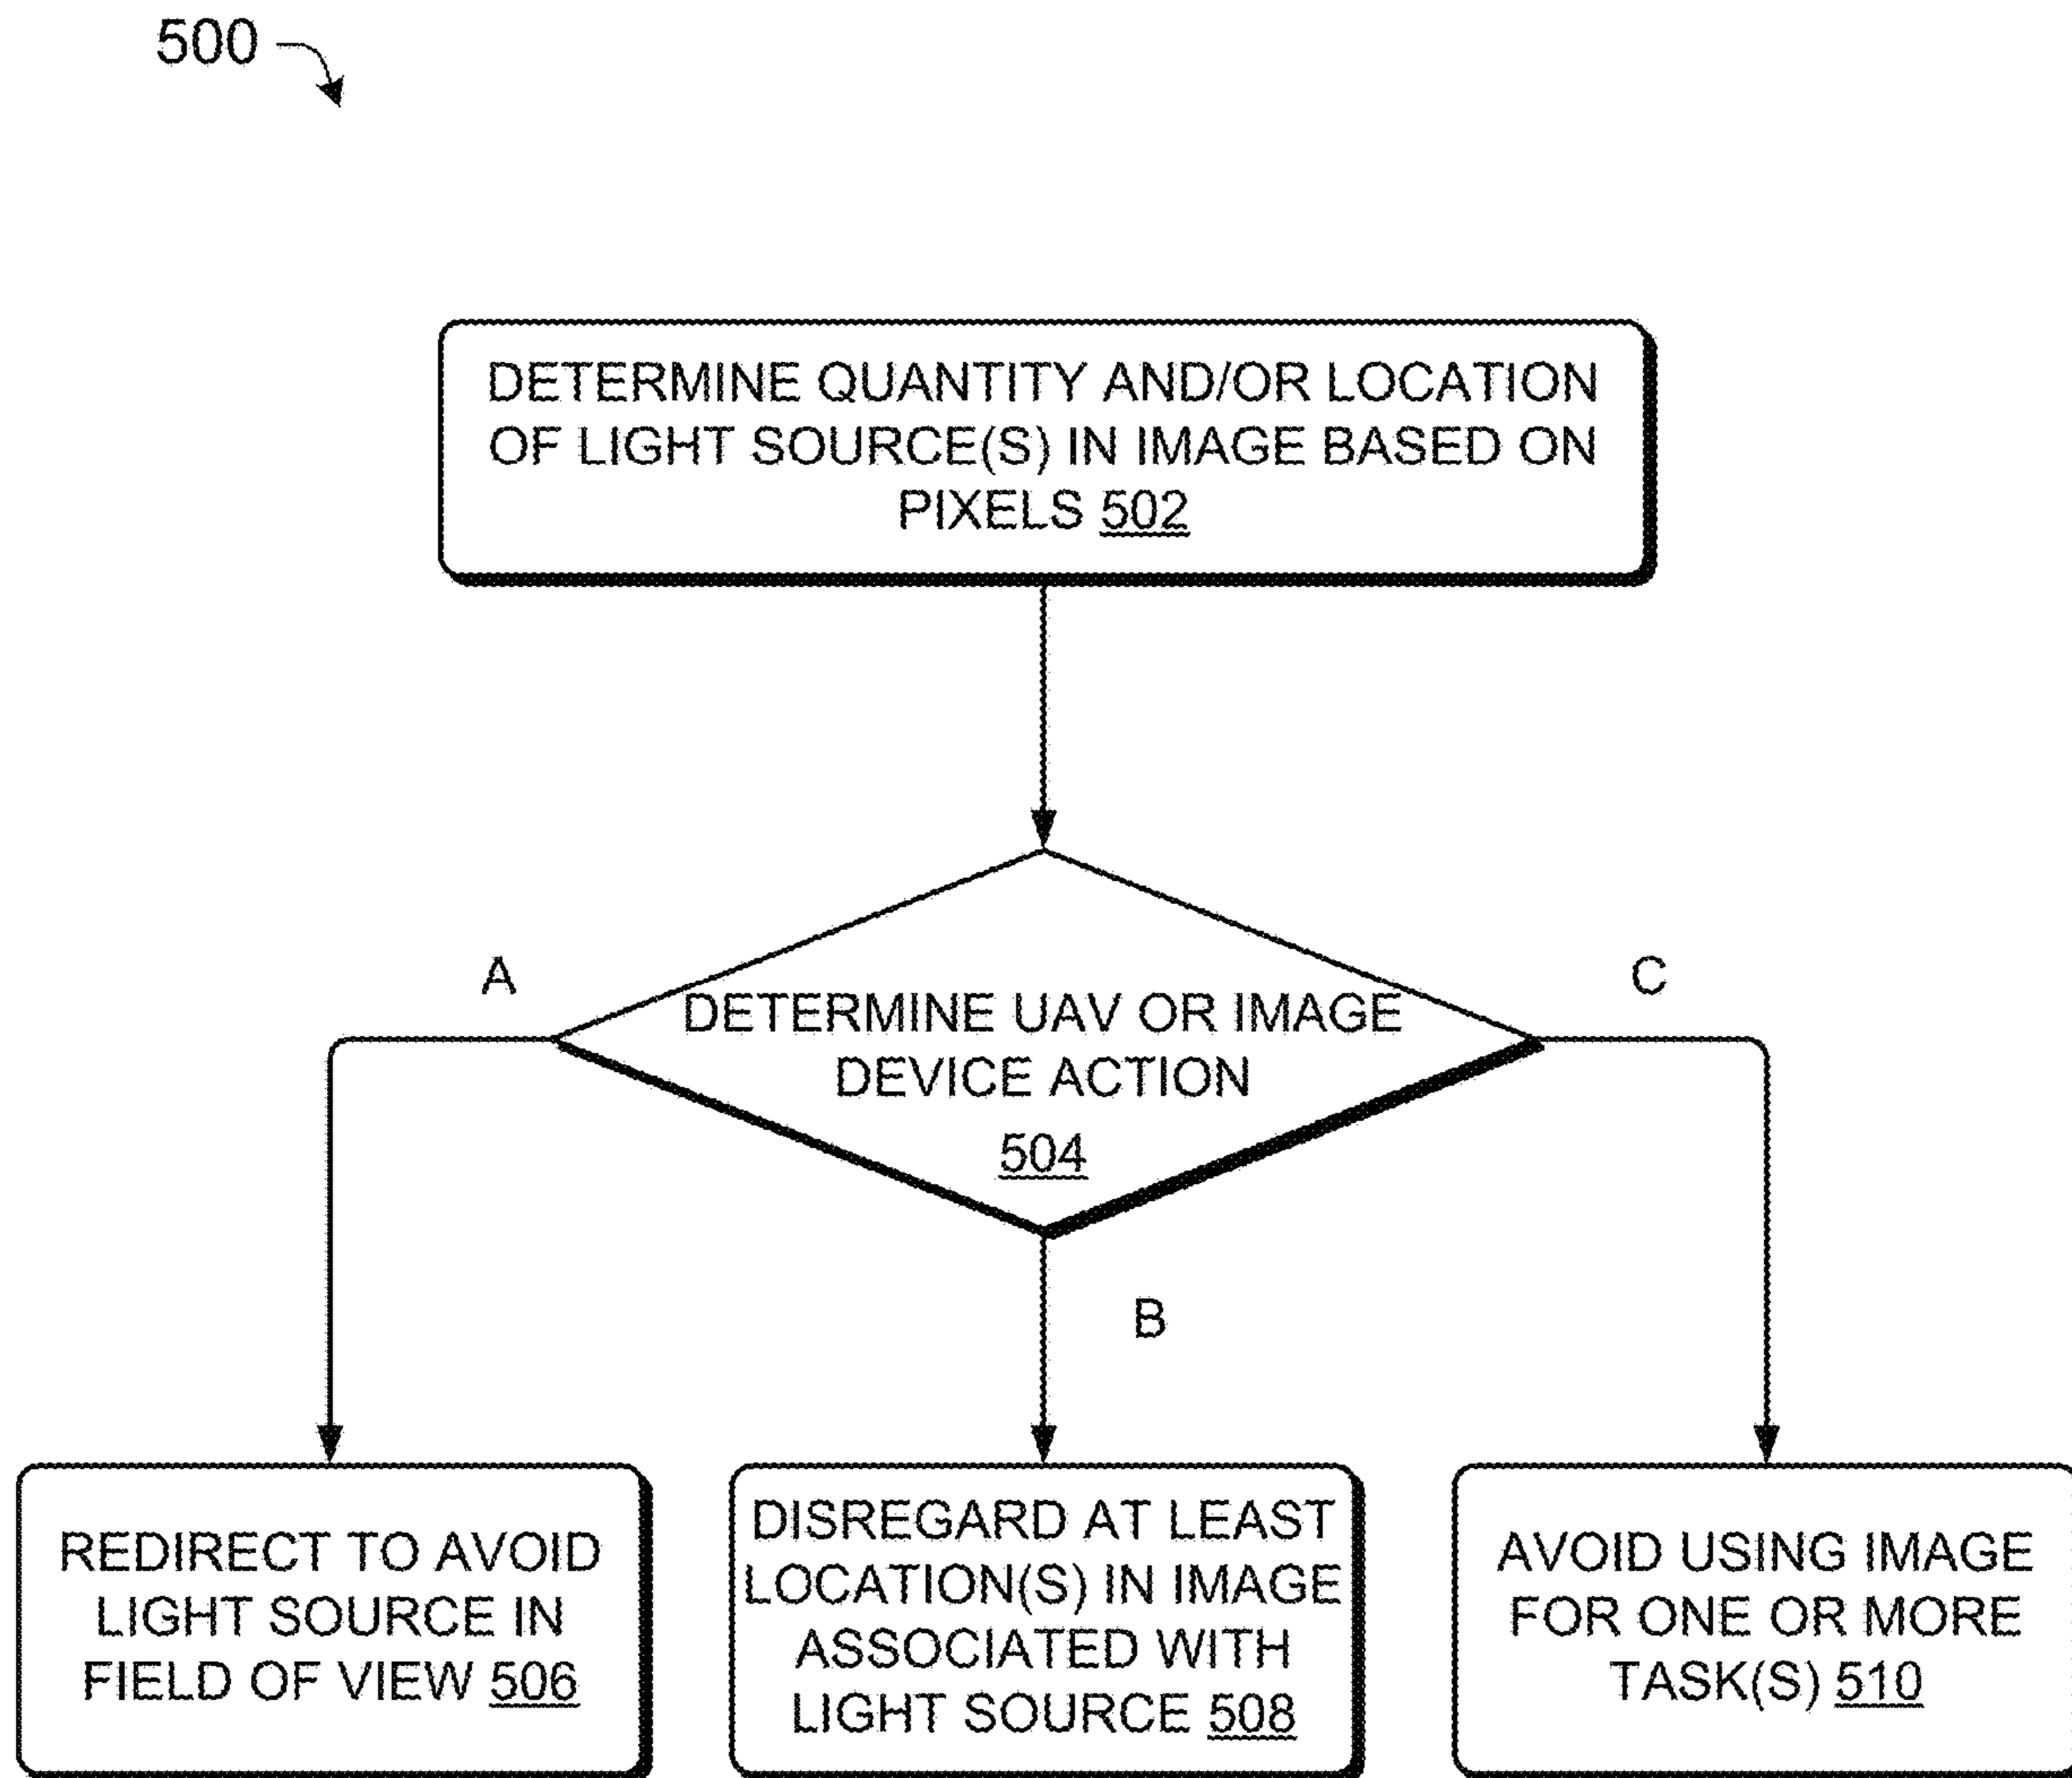 500
DETERMINE QUANTITY AND/OR LOCATION
OF LIGHT SOURCE(S) IN IMAGE BASED ON
PIXELS 502
A
C
DETERMINE UAV OR IMAGE
DEVICE ACTION
504
B
REDIRECT TO AVOID
LIGHT SOURCE IN
FIELD OF VIEW 506
DISREGARD AT LEAST
LOCATION(S) IN IMAGE
ASSOCIATED WITH
LIGHT SOURCE 508
AVOID USING IMAGE
FOR ONE OR MORE
TASK(S) 510